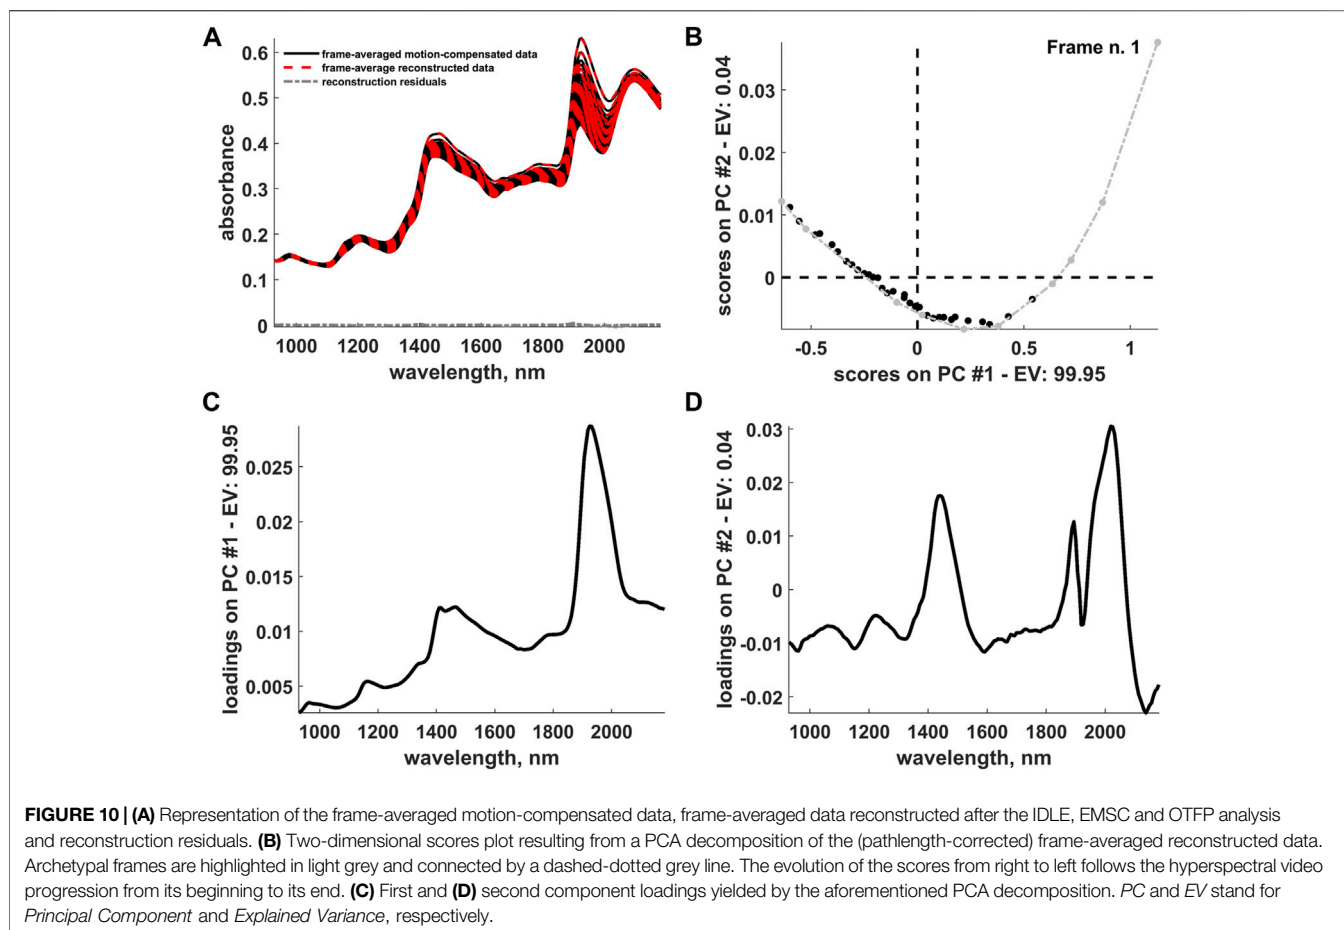 A
frame-averaged motion-compensated data
frame-average reconstructed data
reconstruction residuals
absorbance
0.6
0.5
0.4
0.3
0.2
0.1
0
1000 1200 1400 1600 1800 2000
wavelength, nm
B
Frame n. 1
scores on PC #2 - EV: 0.04
0.03
0.02
0.01
0
-0.5 0 0.5 1
scores on PC #1 - EV: 99.95
C
loadings on PC #1 - EV: 99.95
0.025
0.02
0.015
0.01
0.005
1000 1200 1400 1600 1800 2000
wavelength, nm
D
loadings on PC #2 - EV: 0.04
0.03
0.02
0.01
0
-0.01
-0.02
1000 1200 1400 1600 1800 2000
wavelength, nm
FIGURE 10 | (A) Representation of the frame-averaged motion-compensated data, frame-averaged data reconstructed after the IDLE, EMSC and OTFP analysis
and reconstruction residuals. (B) Two-dimensional scores plot resulting from a PCA decomposition of the (pathlength-corrected) frame-averaged reconstructed data.
Archetypal frames are highlighted in light grey and connected by a dashed-dotted grey line. The evolution of the scores from right to left follows the hyperspectral video
progression from its beginning to its end. (C) First and (D) second component loadings yielded by the aforementioned PCA decomposition. PC and EV stand for
Principal Component and Explained Variance, respectively.